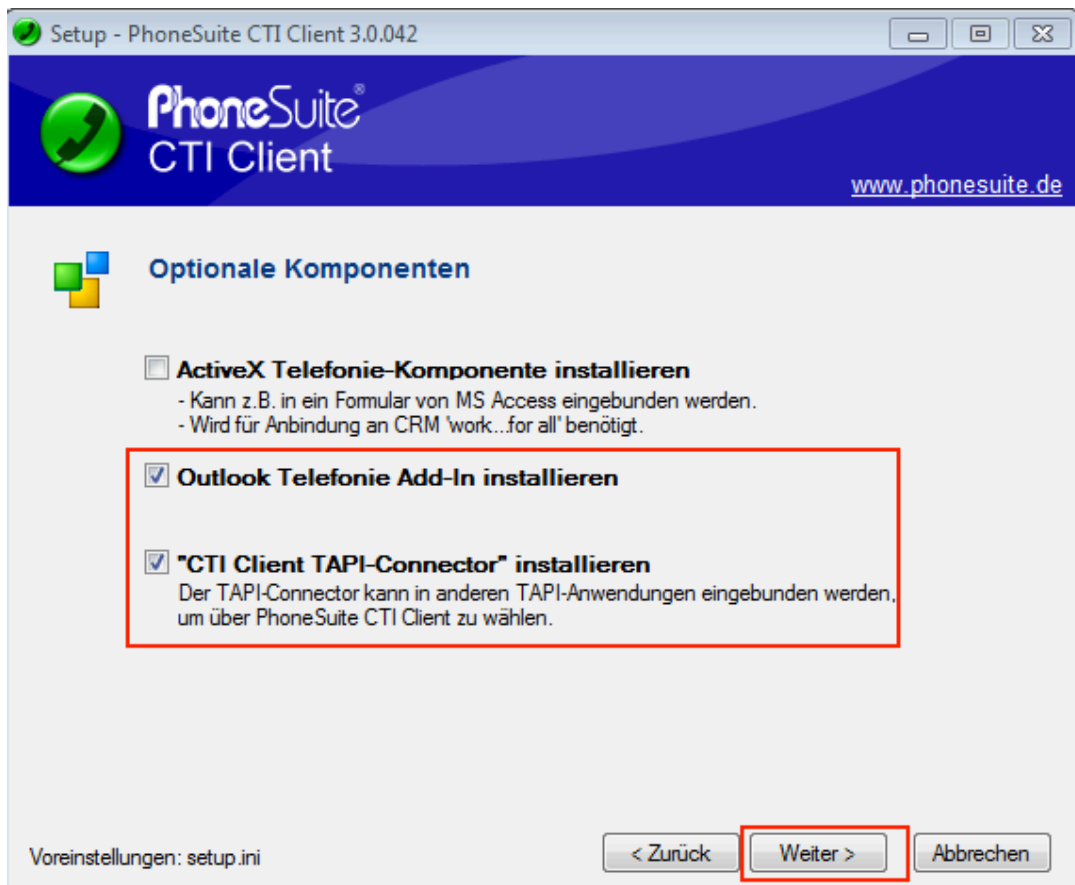 Setup - PhoneSuite CTI Client 3.0.042
PhoneSuite®
CTI Client
www.phonesuite.de
Optionale Komponenten
ActiveX Telefonie-Komponente installieren
- Kann z.B. in ein Formular von MS Access eingebunden werden.
- Wird für Anbindung an CRM 'work...for all' benötigt.
Outlook Telefonie Add-In installieren
"CTI Client TAPI-Connector" installieren
Der TAPI-Connector kann in anderen TAPI-Anwendungen eingebunden werden,
um über PhoneSuite CTI Client zu wählen.
Voreinstellungen: setup.ini
< Zurück
Weiter >
Abbrechen